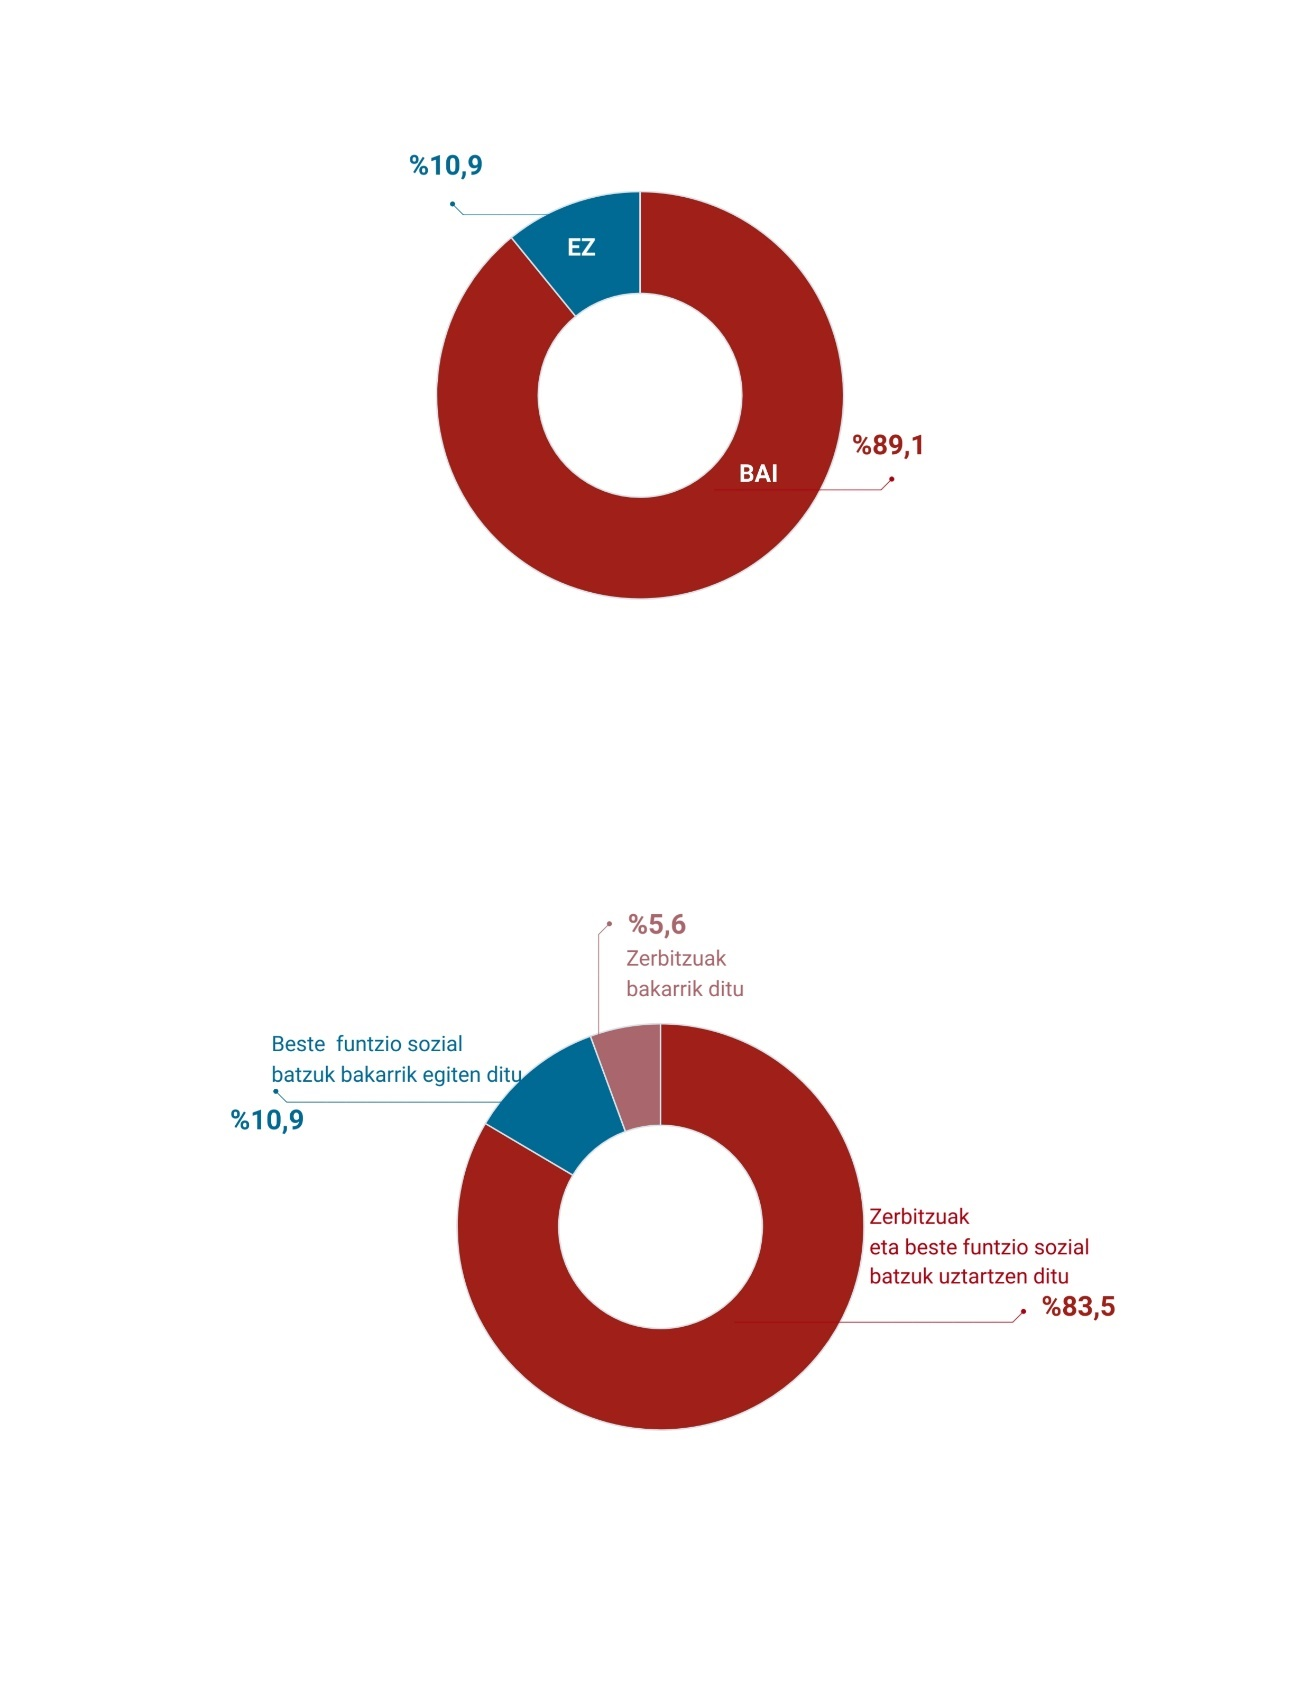 %10,9
EZ
%89,1
BAI
%5,6
Zerbitzuak
bakarrik ditu
Beste  funtzio sozial
batzuk bakarrik egiten ditu
%10,9
Zerbitzuak
eta beste funtzio sozial
batzuk uztartzen ditu
%83,5